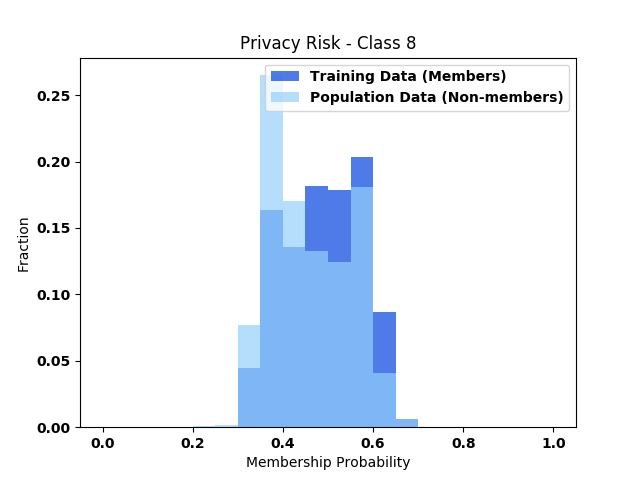 Privacy Risk - Class 8
Training Data (Members)
Population Data (Non-members)
0.25
0.20
0.15
0.10
0.05
0.00
Fraction
0.0 0.2 0.4 0.6 0.8 1.0
Membership Probability